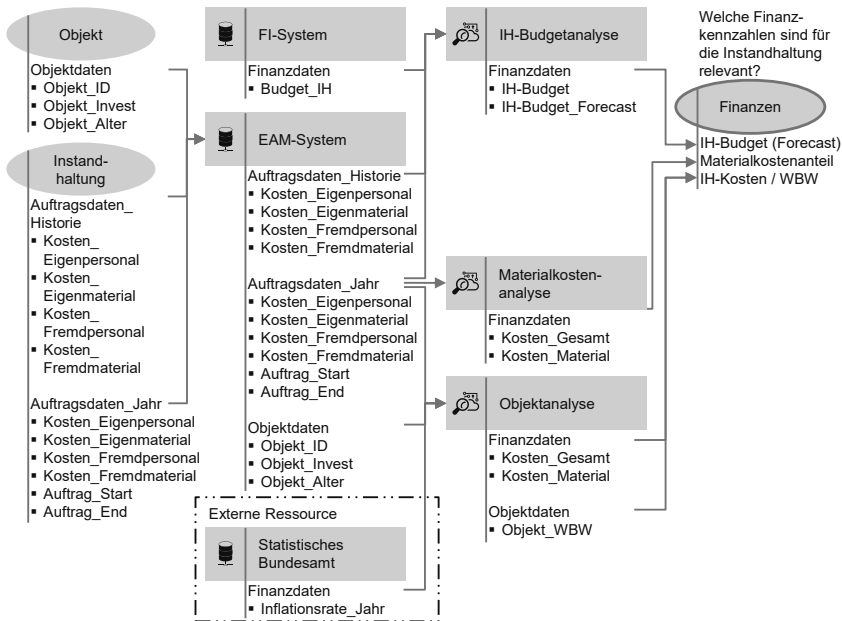 Objekt
Objektdaten
▪ Objekt_ID
▪ Objekt_Invest
▪ Objekt_Alter
Instand-
haltung
Auftragsdaten_
Historie
▪ Kosten_
Eigenpersonal
▪ Kosten_
Eigenmaterial
▪ Kosten_
Fremdpersonal
▪ Kosten_
Fremdmaterial
Auftragsdaten_Jahr
▪ Kosten_Eigenpersonal
▪ Kosten_Eigenmaterial
▪ Kosten_Fremdpersonal
▪ Kosten_Fremdmaterial
▪ Auftrag_Start
▪ Auftrag_End
FI-System
Finanzdaten
▪ Budget_IH
EAM-System
Auftragsdaten_Historie
▪ Kosten_Eigenpersonal
▪ Kosten_Eigenmaterial
▪ Kosten_Fremdpersonal
▪ Kosten_Fremdmaterial
Auftragsdaten_Jahr
▪ Kosten_Eigenpersonal
▪ Kosten_Eigenmaterial
▪ Kosten_Fremdpersonal
▪ Kosten_Fremdmaterial
▪ Auftrag_Start
▪ Auftrag_End
Objektdaten
▪ Objekt_ID
▪ Objekt_Invest
▪ Objekt_Alter
Externe Ressource
Statistisches
Bundesamt
Finanzdaten
▪ Inflationsrate_Jahr
IH-Budgetanalyse
Finanzdaten
▪ IH-Budget
▪ IH-Budget_Forecast
Materialkosten-
analyse
Finanzdaten
▪ Kosten_Gesamt
▪ Kosten_Material
Objektanalyse
Finanzdaten
▪ Kosten_Gesamt
▪ Kosten_Material
Objektdaten
▪ Objekt_WBW
Welche Finanz-
kennzahlen sind für
die Instandhaltung
relevant?
Finanzen
IH-Budget (Forecast)
Materialkostenanteil
IH-Kosten / WBW